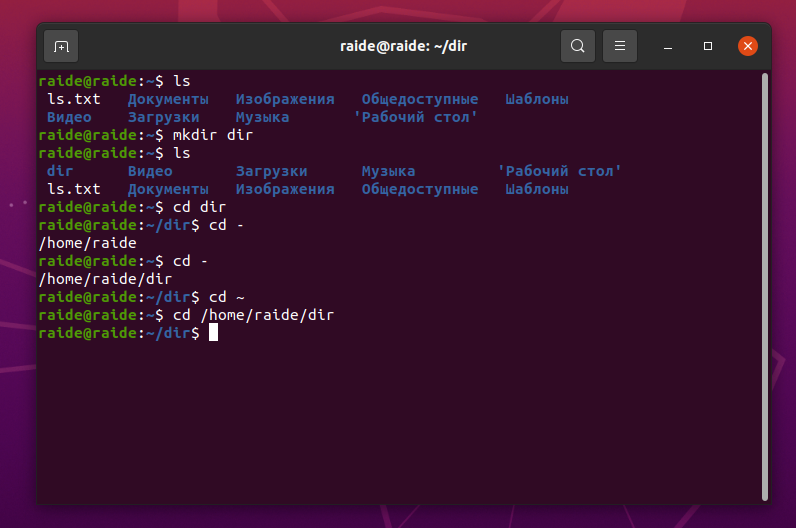 raide@raide: ~/dir
raide@raide:~$ ls
ls.txt Документы Изображения Общедоступные Шаблоны
Видео Загрузки Музыка 'Рабочий стол'
raide@raide:~$ mkdir dir
raide@raide:~$ ls
dir Видео Загрузки Музыка 'Рабочий стол'
ls.txt Документы Изображения Общедоступные Шаблоны
raide@raide:~$ cd dir
raide@raide:~/dir$ cd -
/home/raide
raide@raide:~$ cd -
/home/raide/dir
raide@raide:~/dir$ cd ~
raide@raide:~$ cd /home/raide/dir
raide@raide:~/dir$